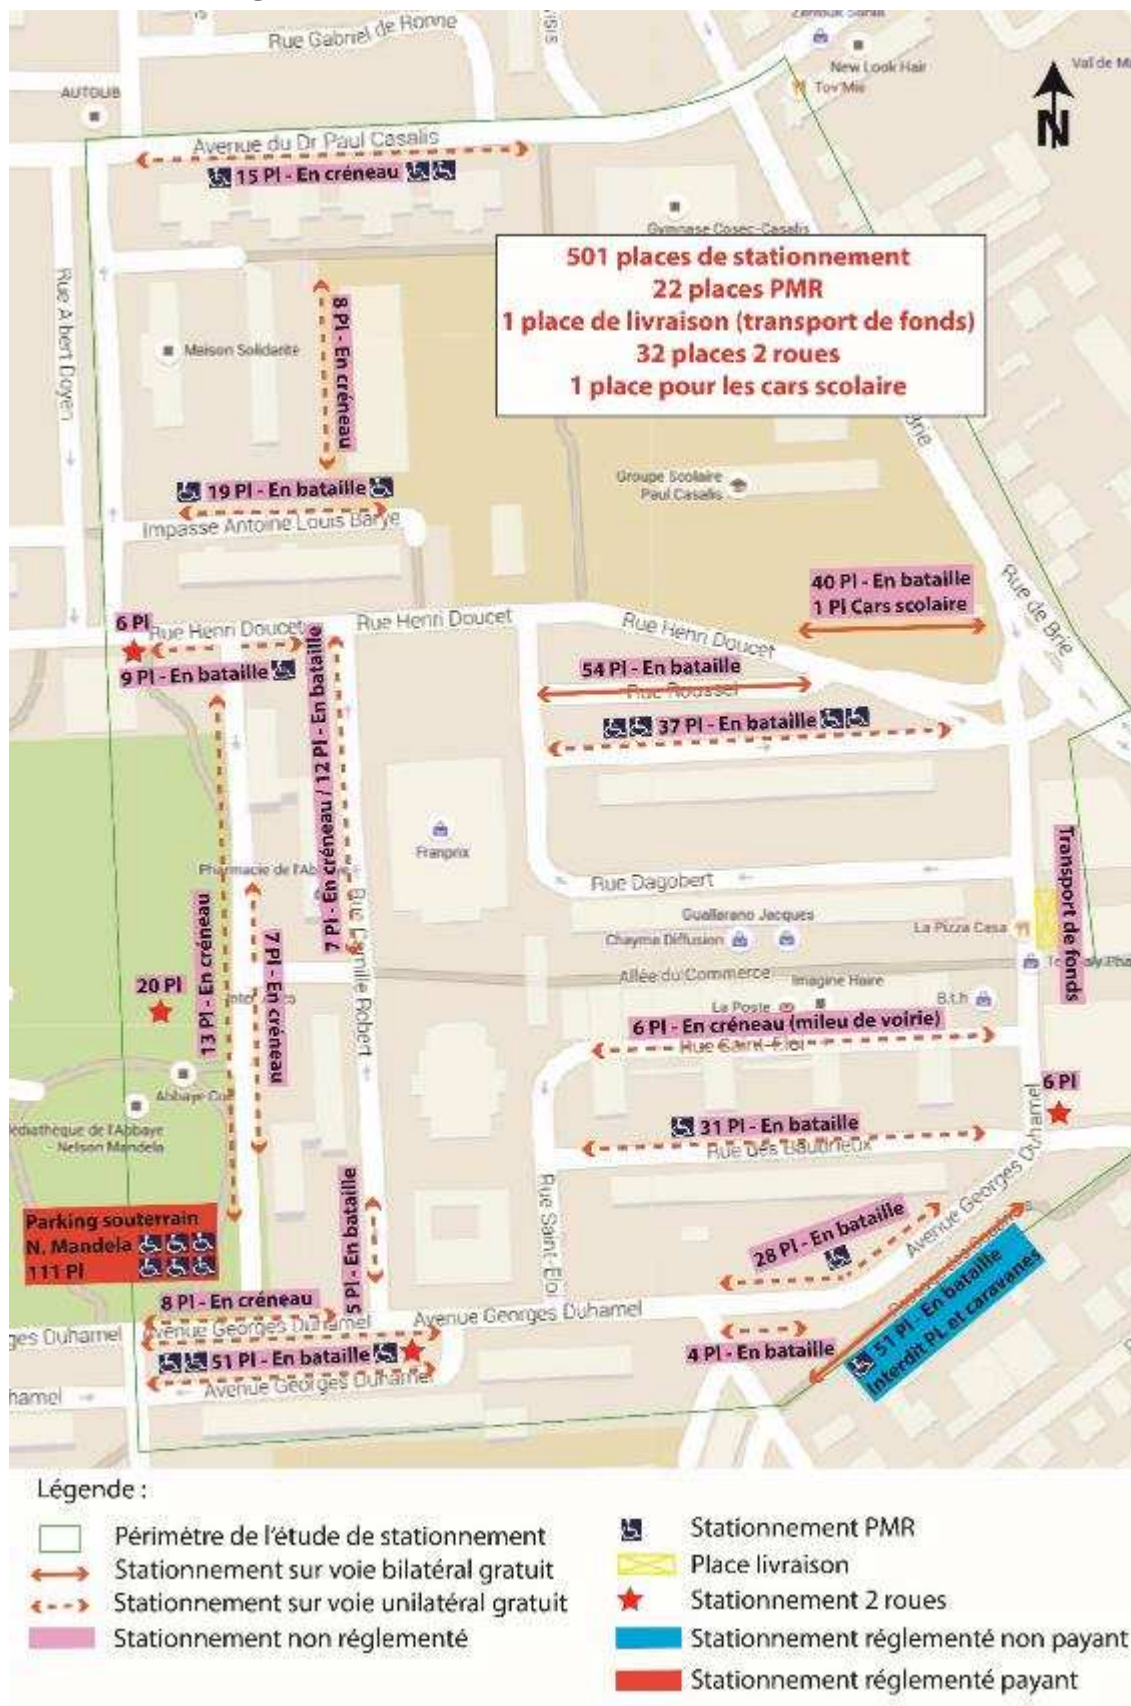 Rue Gabriel de Ronne
New Look Hair
Tov'Mie
AUTOLIB
N
Avenue du Dr Paul Casalis
15 Pl - En créneau
Gymnase Cosec-Casalis
501 places de stationnement
22 places PMR
1 place de livraison (transport de fonds)
32 places 2 roues
1 place pour les cars scolaire
Rue Albert Doyen
8 Pl - En créneau
Maison Solidarité
Brie
Groupe Scolaire
Paul Casalis
19 Pl - En bataille
Impasse Antoine Louis Barye
40 Pl - En bataille
1 Pl Cars scolaire
Rue de Brie
6 Pl
Rue Henri Doucet
Rue Henri Doucet
Rue Henri Doucet
9 Pl - En bataille
7 Pl - En créneau / 12 Pl - En bataille
54 Pl - En bataille
Rue Roussel
37 Pl - En bataille
Franprix
Pharmacie de l'Abbaye
Rue Dagobert
Transport de fonds
Guallarano Jacques
La Pizza Casa
Chayma Diffusion
13 Pl - En créneau
7 Pl - En créneau
Rue Camille Robert
20 Pl
Allée du Commerce
Imagine Haire
La Poste
B.t.h
6 Pl - En créneau (mileu de voirie)
Rue Saint-Eloi
6 Pl
Médiathèque de l'Abbaye
Nelson Mandela
31 Pl - En bataille
Rue des Bautrieux
Rue Saint-Eloi
Avenue Georges Duhamel
5 Pl - En bataille
28 Pl - En bataille
Parking souterrain
N. Mandela
111 Pl
51 Pl - En bataille
Interdit PL et caravanes
8 Pl - En créneau
ges Duhamel
Avenue Georges Duhamel
Avenue Georges Duhamel
4 Pl - En bataille
51 Pl - En bataille
hamel
Avenue Georges Duhamel
Légende :
Périmètre de l'étude de stationnement
Stationnement sur voie bilatéral gratuit
Stationnement sur voie unilatéral gratuit
Stationnement non réglementé
Stationnement PMR
Place livraison
Stationnement 2 roues
Stationnement réglementé non payant
Stationnement réglementé payant